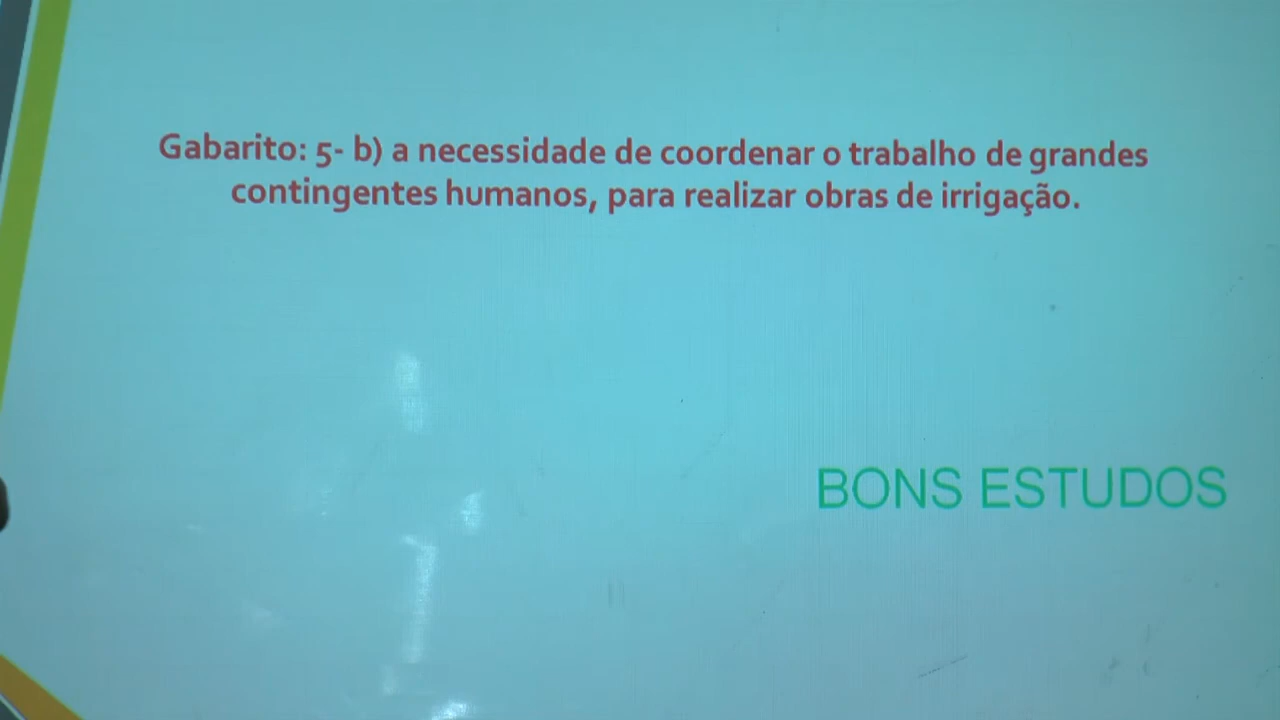 Gabarito: 5- b) a necessidade de coordenar o trabalho de grandes
contingentes humanos, para realizar obras de irrigação.
BONS ESTUDOS